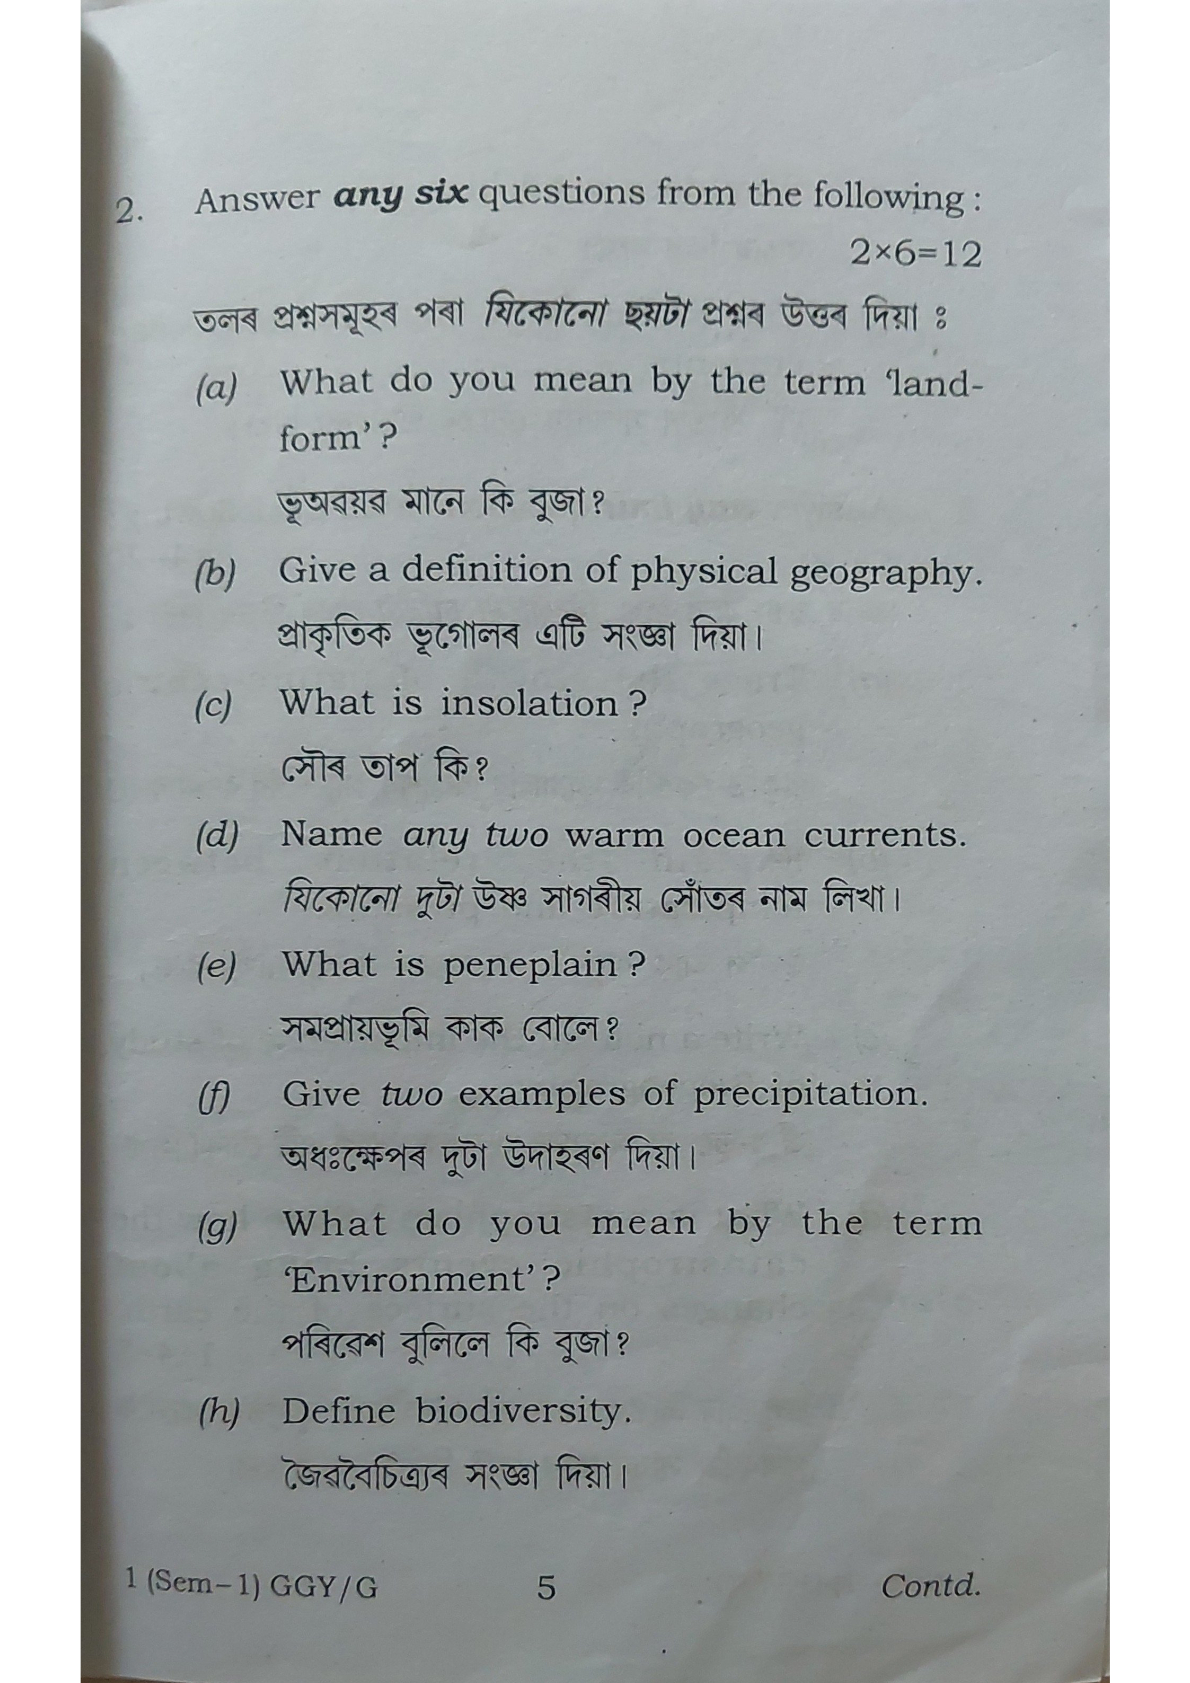 2. Answer any six questions from the following :
2×6=12
তলৰ প্ৰশ্নসমূহৰ পৰা যিকোনো ছয়টা প্ৰশ্নৰ উত্তৰ দিয়া ঃ
(a) What do you mean by the term ‘land-
form’ ?
ভূঅৱয়ৱ মানে কি বুজা ?
(b) Give a definition of physical geography.
প্ৰাকৃতিক ভূগোলৰ এটি সংজ্ঞা দিয়া।
(c) What is insolation ?
সৌৰ তাপ কি ?
(d) Name any two warm ocean currents.
যিকোনো দুটা উষ্ণ সাগৰীয় সোঁতৰ নাম লিখা।
(e) What is peneplain ?
সমপ্ৰায়ভূমি কাক বোলে ?
(f) Give two examples of precipitation.
অধঃক্ষেপৰ দুটা উদাহৰণ দিয়া।
(g) What do you mean by the term
‘Environment’ ?
পৰিৱেশ বুলিলে কি বুজা ?
(h) Define biodiversity.
জৈৱবৈচিত্ৰ্যৰ সংজ্ঞা দিয়া।
1 (Sem–1) GGY/G 5 Contd.